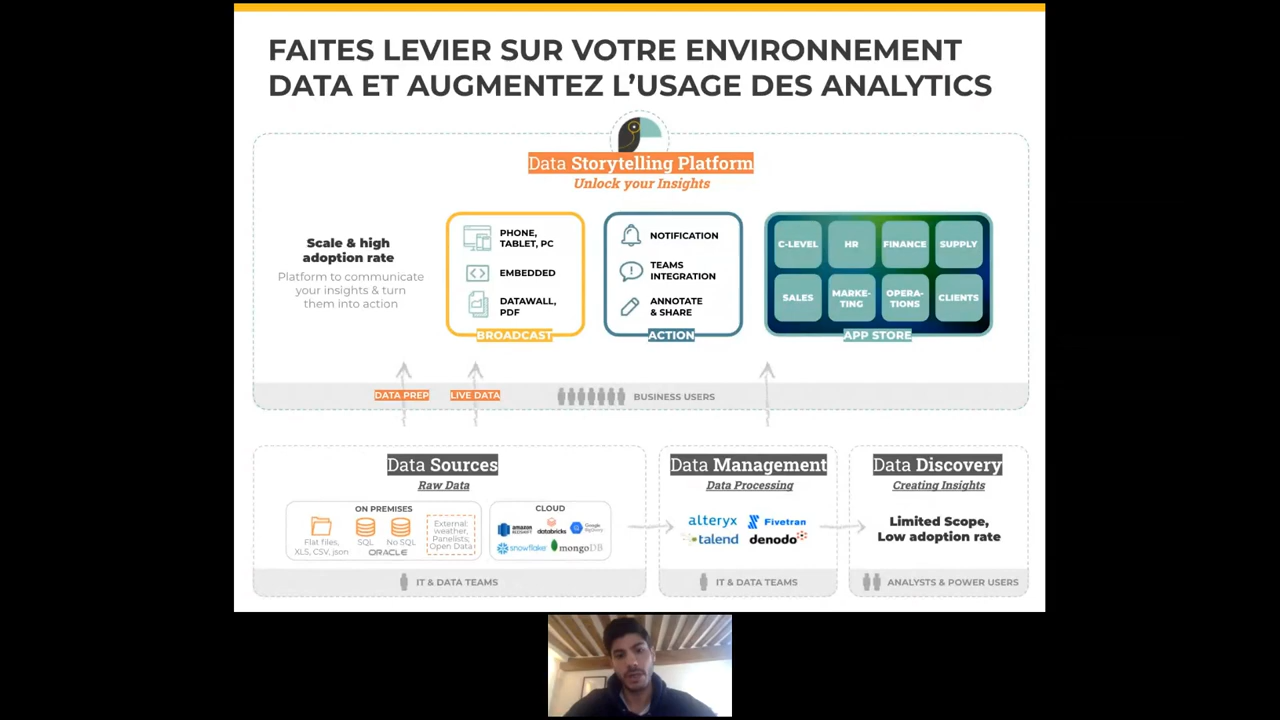 FAITES LEVIER SUR VOTRE ENVIRONNEMENT
DATA ET AUGMENTEZ L'USAGE DES ANALYTICS
Data Storytelling Platform
Unlock your Insights
Scale & high
adoption rate
Platform to communicate
your insights & turn
them into action
PHONE,
TABLET, PC
EMBEDDED
DATAWALL,
PDF
BROADCAST
NOTIFICATION
TEAMS
INTEGRATION
ANNOTATE
& SHARE
ACTION
C-LEVEL
HR
FINANCE
SUPPLY
SALES
MARKE-
TING
OPERA-
TIONS
CLIENTS
APP STORE
DATA PREP
LIVE DATA
BUSINESS USERS
Data Sources
Raw Data
ON PREMISES
Flat files,
XLS, CSV, json
SQL
No SQL
ORACLE
External:
weather,
Panelists,
Open Data
CLOUD
amazon
REDSHIFT
databricks
Google
BigQuery
snowflake
mongoDB
IT & DATA TEAMS
Data Management
Data Processing
alteryx
Fivetran
talend
denodo
IT & DATA TEAMS
Data Discovery
Creating Insights
Limited Scope,
Low adoption rate
ANALYSTS & POWER USERS